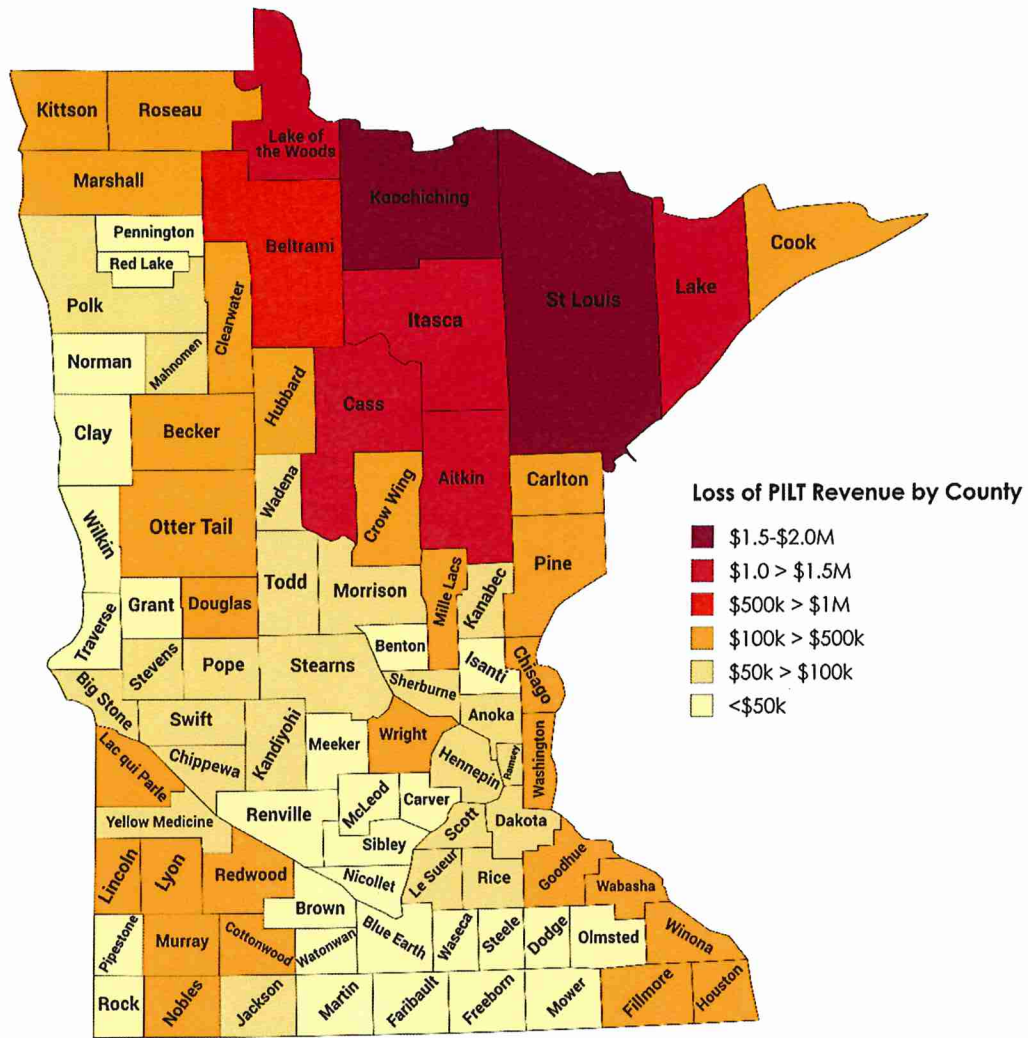 Kittson
Roseau
Lake of
the Woods
Marshall
Koochiching
Pennington
Beltrami
Cook
Red Lake
St Louis
Lake
Polk
Clearwater
Itasca
Norman
Mahnomen
Hubbard
Cass
Clay
Becker
Aitkin
Carlton
Wadena
Crow Wing
Otter Tail
Wilkin
Pine
Todd
Morrison
Mille Lacs
Kanabec
Grant
Douglas
Traverse
Benton
Isanti
Chisago
Stevens
Pope
Stearns
Sherburne
Big Stone
Swift
Anoka
Kandiyohi
Meeker
Wright
Hennepin
Ramsey
Washington
Lac qui Parle
Chippewa
McLeod
Carver
Renville
Scott
Dakota
Yellow Medicine
Sibley
Lincoln
Lyon
Redwood
Nicollet
Le Sueur
Rice
Goodhue
Wabasha
Brown
Pipestone
Murray
Cottonwood
Watonwan
Blue Earth
Waseca
Steele
Dodge
Olmsted
Winona
Rock
Nobles
Jackson
Martin
Faribault
Freeborn
Mower
Fillmore
Houston
Loss of PILT Revenue by County
$1.5-$2.0M
$1.0 > $1.5M
$500k > $1M
$100k > $500k
$50k > $100k
<$50k